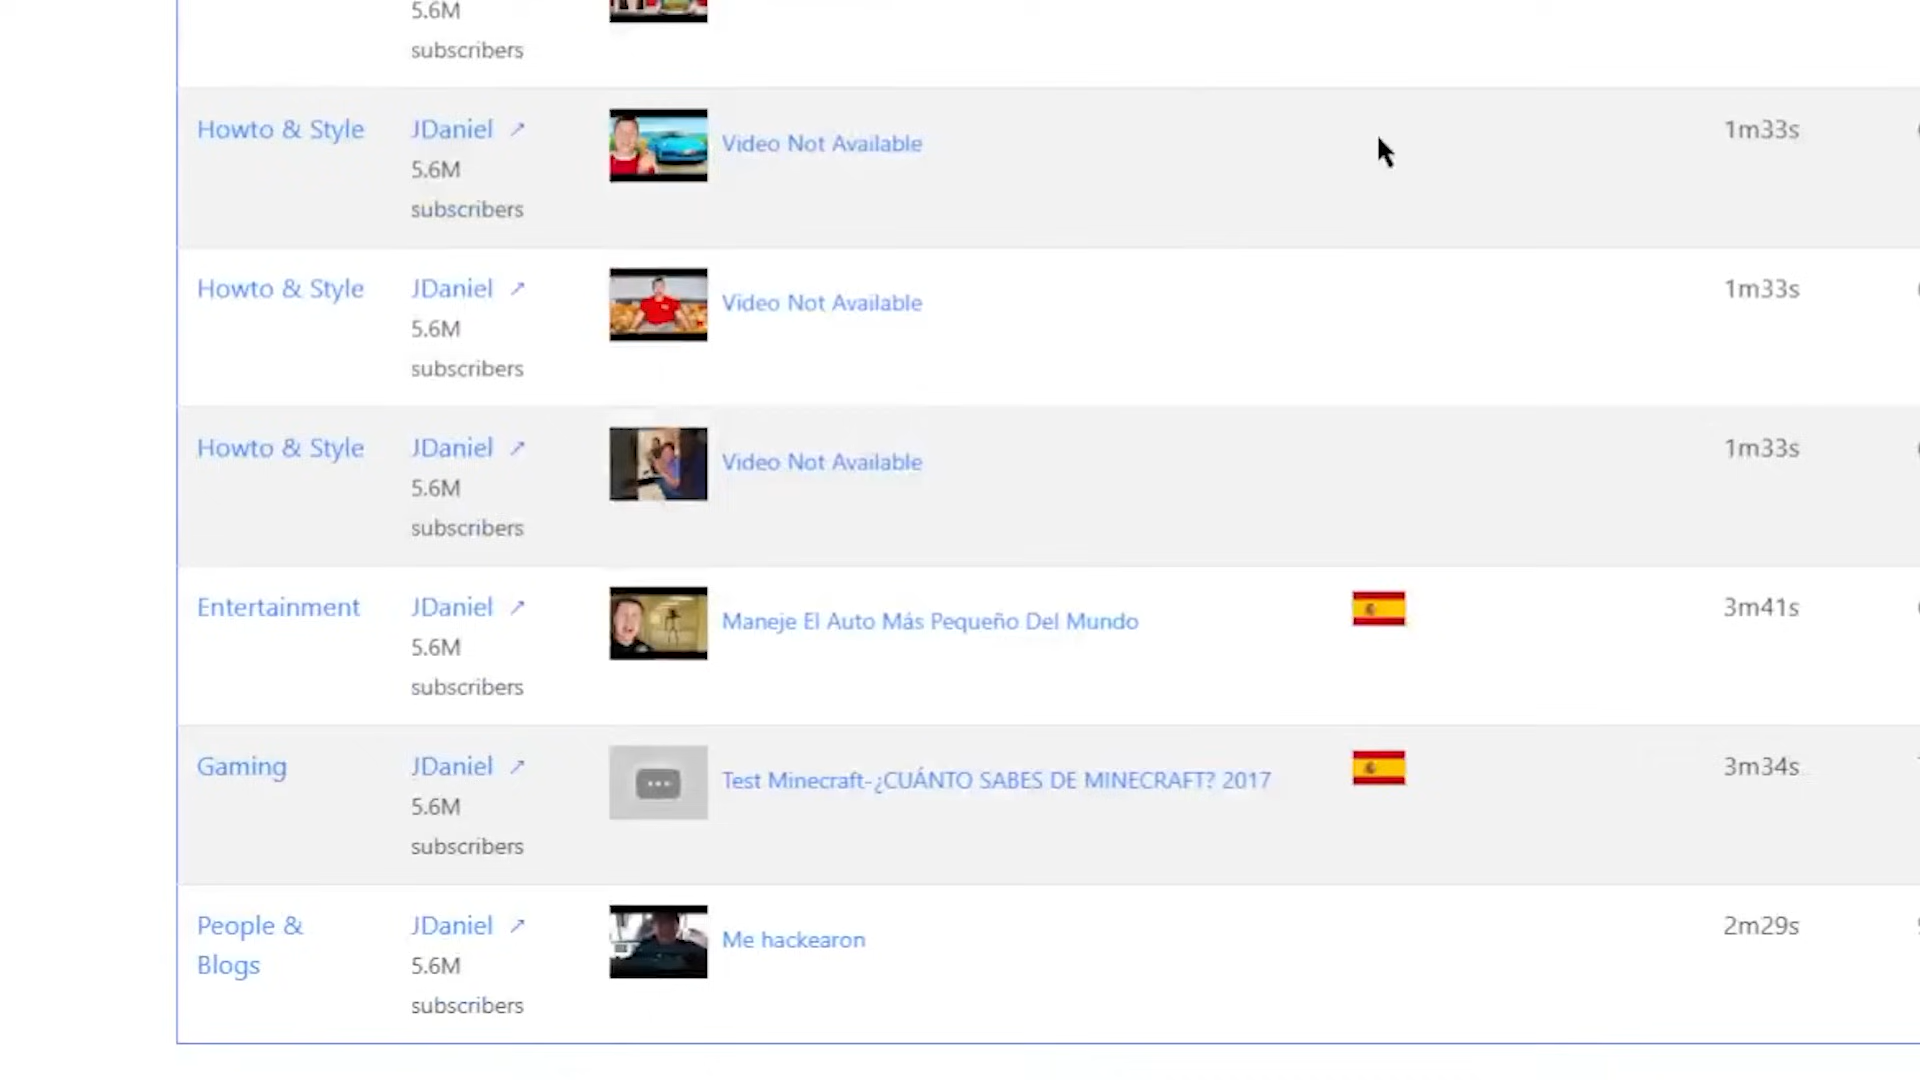 5.6M
subscribers
Howto & Style JDaniel ↗ Video Not Available 1m33s
5.6M
subscribers
Howto & Style JDaniel ↗ Video Not Available 1m33s
5.6M
subscribers
Howto & Style JDaniel ↗ Video Not Available 1m33s
5.6M
subscribers
Entertainment JDaniel ↗ Maneje El Auto Más Pequeño Del Mundo 3m41s
5.6M
subscribers
Gaming JDaniel ↗ Test Minecraft-¿CUÁNTO SABES DE MINECRAFT? 2017 3m34s
5.6M
subscribers
People & JDaniel ↗ Me hackearon 2m29s
Blogs 5.6M
subscribers